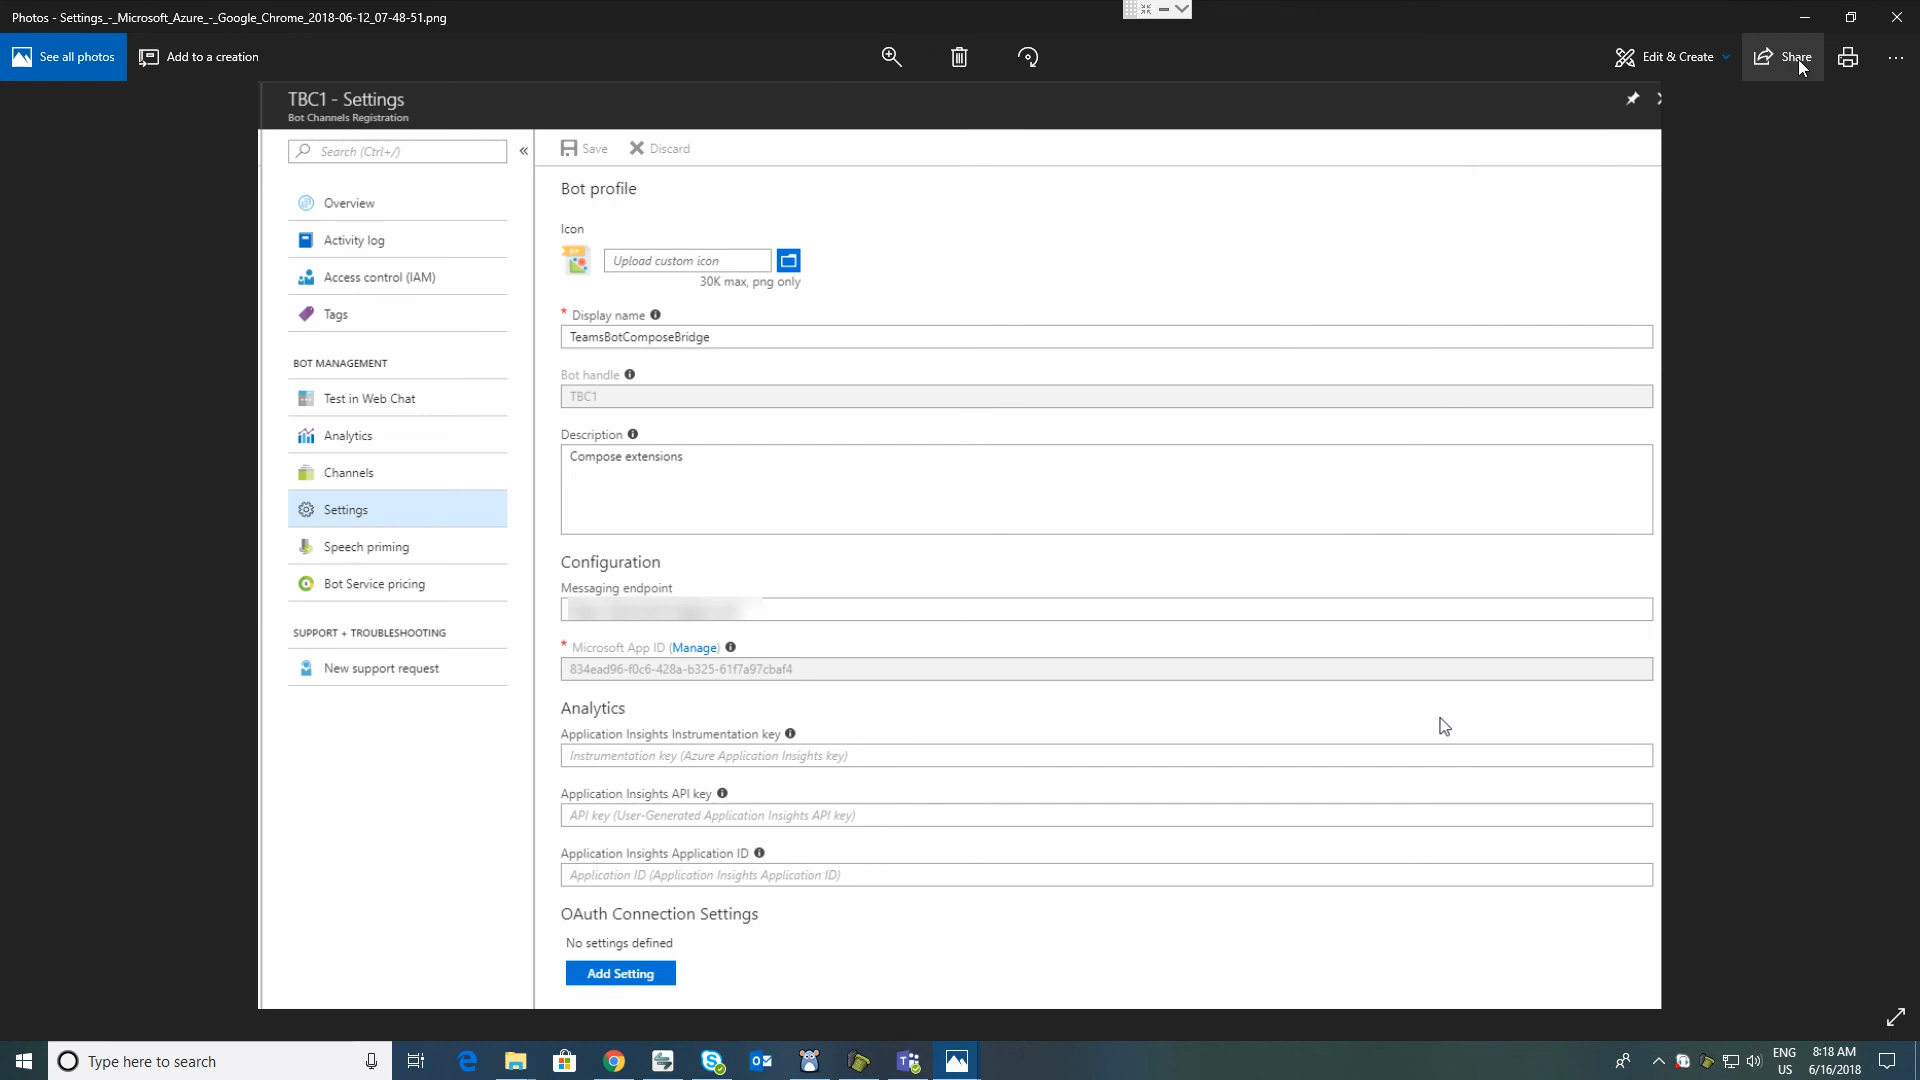 Photos - Settings_-_Microsoft_Azure_-_Google_Chrome_2018-06-12_07-48-51.png
See all photos
Add to a creation
Edit & Create
Share
TBC1 - Settings
Bot Channels Registration
Search (Ctrl+/)
«
Save
Discard
Overview
Activity log
Access control (IAM)
Tags
BOT MANAGEMENT
Test in Web Chat
Analytics
Channels
Settings
Speech priming
Bot Service pricing
SUPPORT + TROUBLESHOOTING
New support request
Bot profile
Icon
Upload custom icon
30K max, png only
* Display name
TeamsBotComposeBridge
Bot handle
TBC1
Description
Compose extensions
Configuration
Messaging endpoint
* Microsoft App ID (Manage)
834ead96-f0c6-428a-b325-61f7a97cbaf4
Analytics
Application Insights Instrumentation key
Instrumentation key (Azure Application Insights key)
Application Insights API key
API key (User-Generated Application Insights API key)
Application Insights Application ID
Application ID (Application Insights Application ID)
OAuth Connection Settings
No settings defined
Add Setting
Type here to search
ENG
US
8:18 AM
6/16/2018